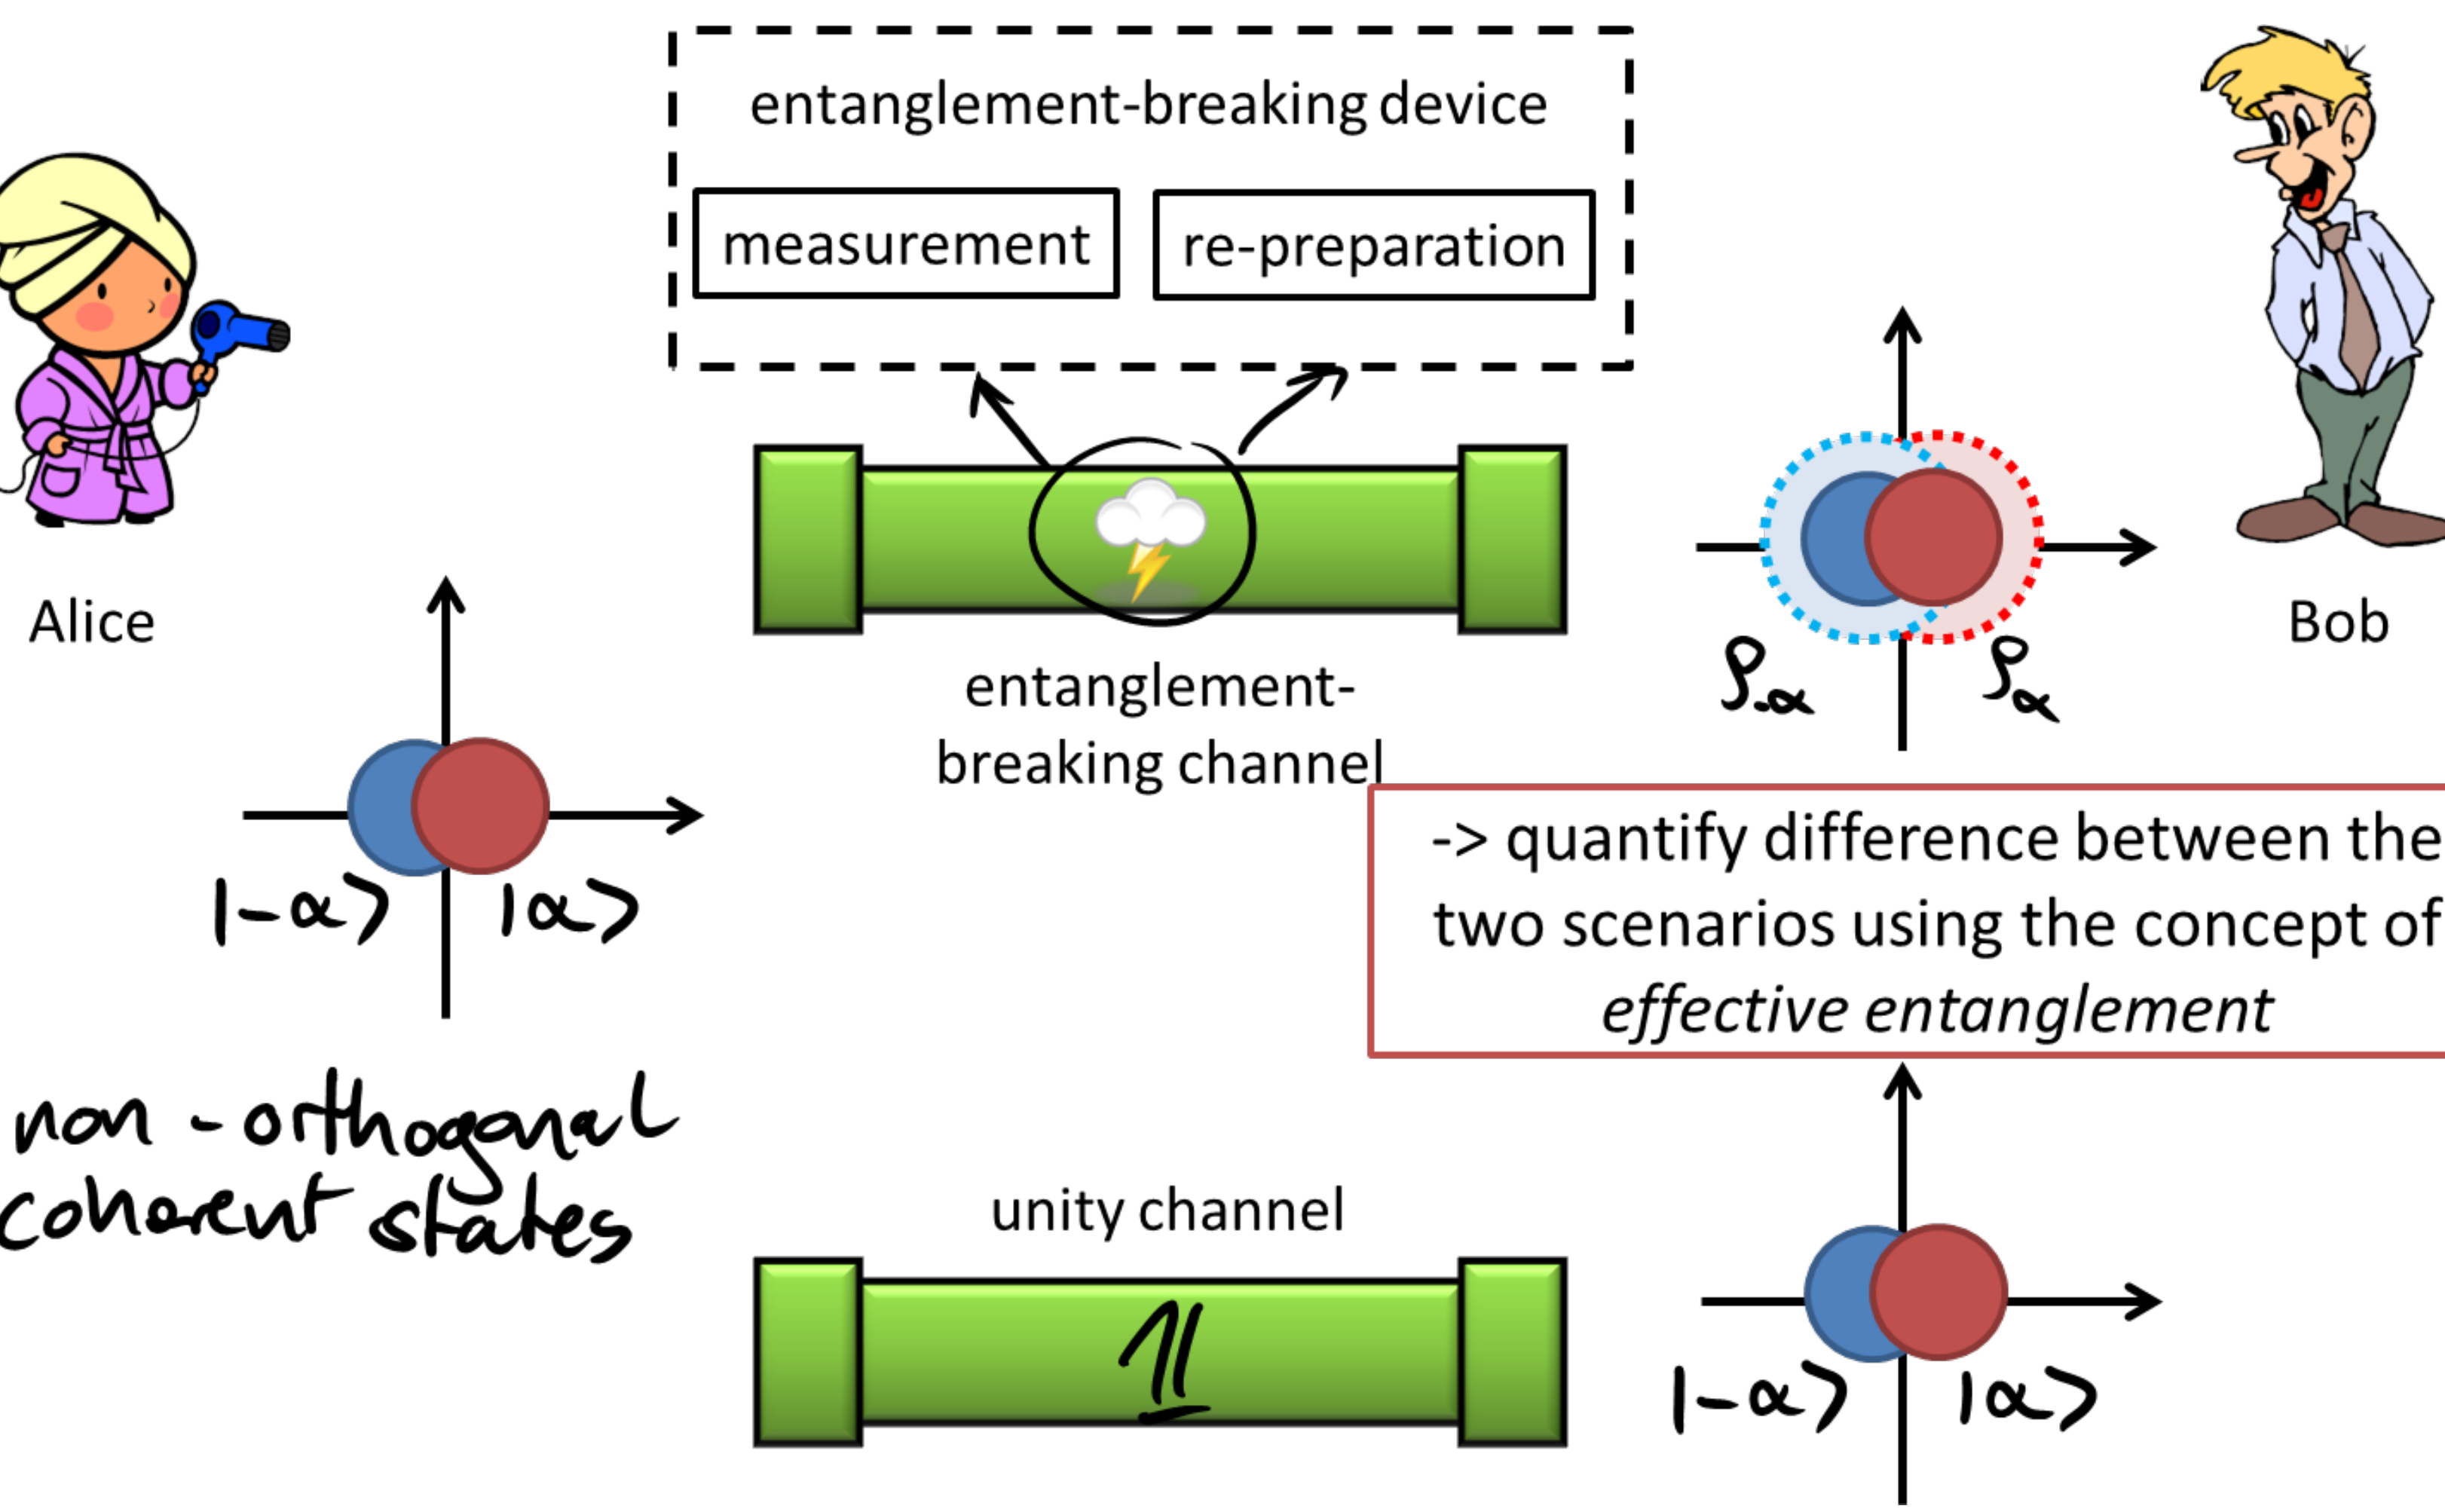 entanglement-breaking device
measurement
re-preparation
Alice
Bob
entanglement-
breaking channel
ρ-α
ρα
|-α⟩
|α⟩
-> quantify difference between the
two scenarios using the concept of
effective entanglement
non-orthogonal
coherent states
unity channel
𝟙
|-α⟩
|α⟩